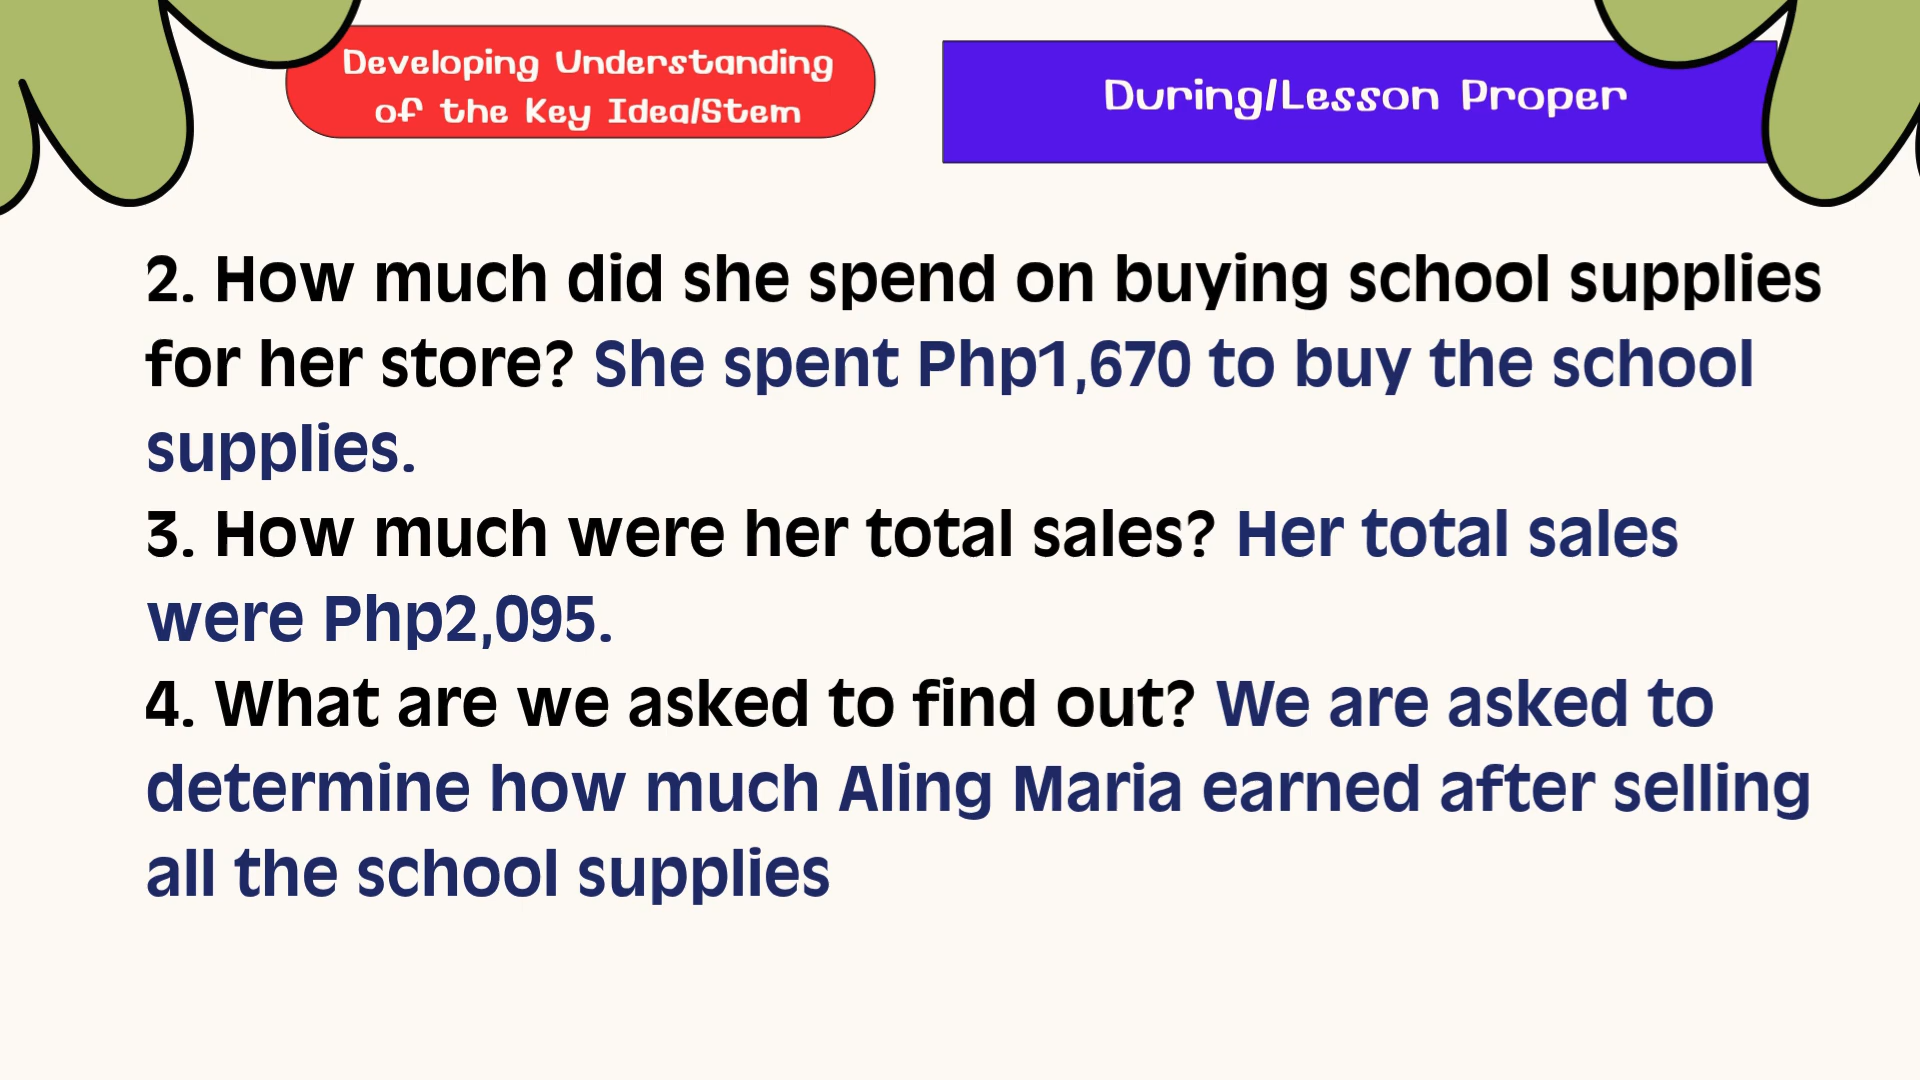 Developing Understanding
of the Key Idea/Stem
During/Lesson Proper
2. How much did she spend on buying school supplies
for her store? She spent Php1,670 to buy the school
supplies.
3. How much were her total sales? Her total sales
were Php2,095.
4. What are we asked to find out? We are asked to
determine how much Aling Maria earned after selling
all the school supplies